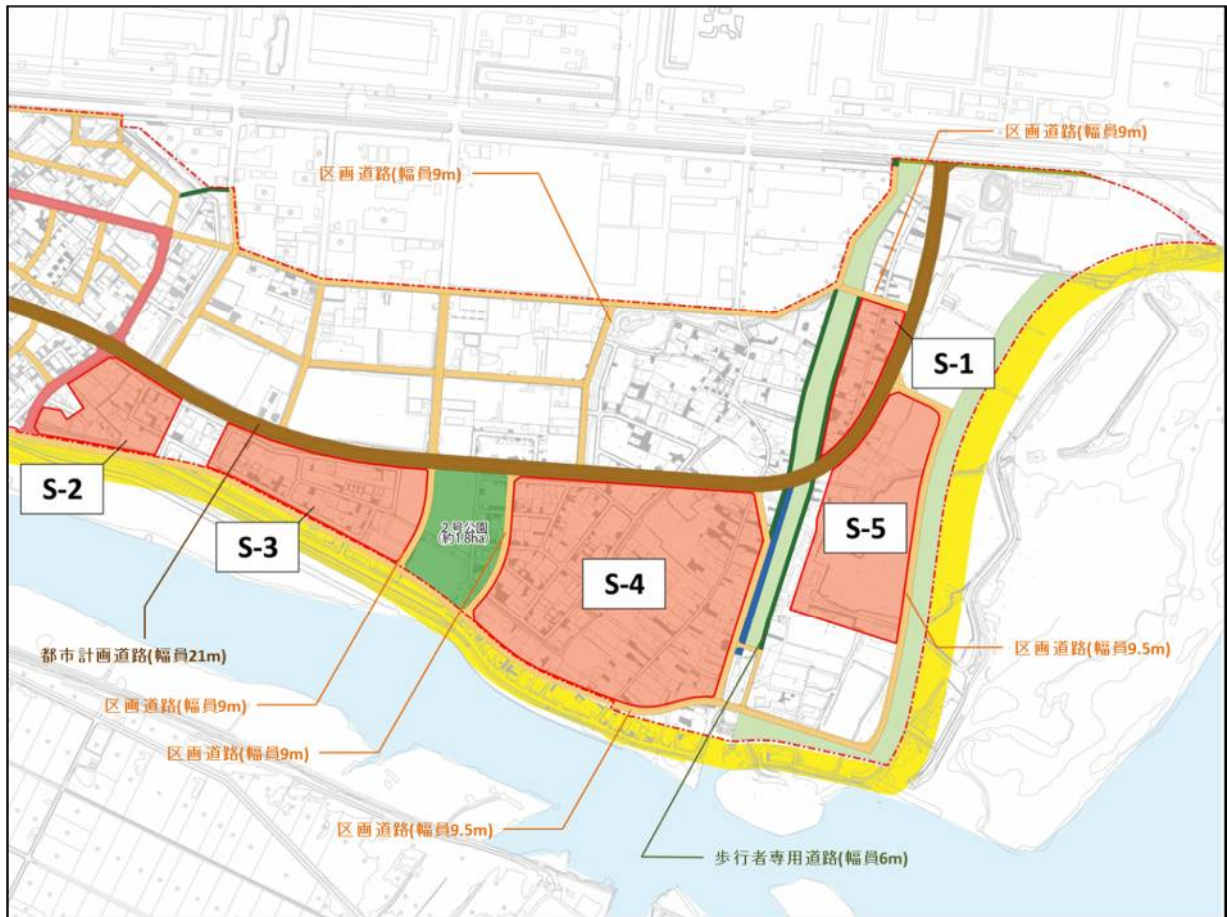 区画道路(幅員9m)
区画道路(幅員9m)
S-1
S-2
S-3
2号公園
(約1.8ha)
S-4
S-5
都市計画道路(幅員21m)
区画道路(幅員9.5m)
区画道路(幅員9m)
区画道路(幅員9m)
区画道路(幅員9.5m)
歩行者専用道路(幅員6m)